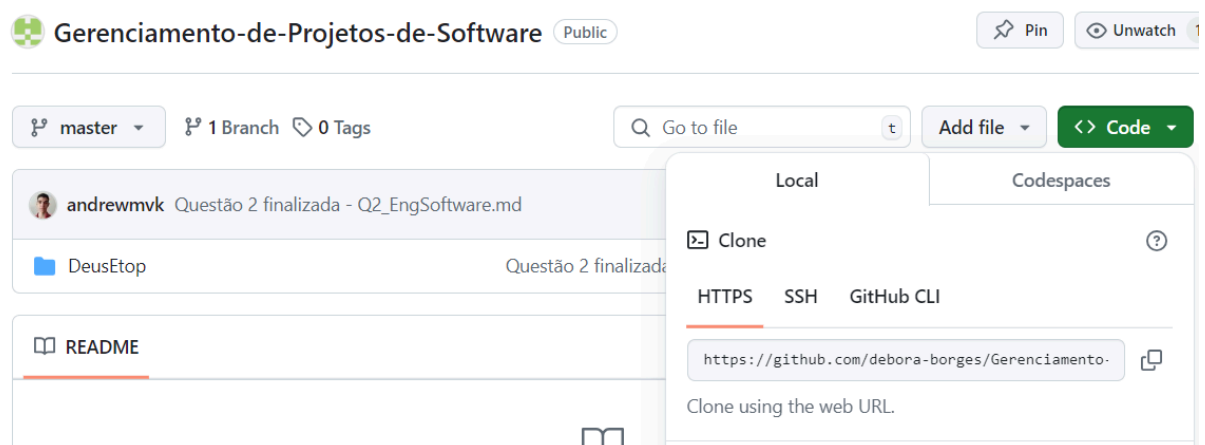 Gerenciamento-de-Projetos-de-Software Public Pin Unwatch 1
master 1 Branch 0 Tags Go to file t Add file <> Code
Local Codespaces
andrewmvk Questão 2 finalizada - Q2_EngSoftware.md
Clone ?
DeusEtop Questão 2 finalizada
HTTPS SSH GitHub CLI
README
https://github.com/debora-borges/Gerenciamento-
Clone using the web URL.